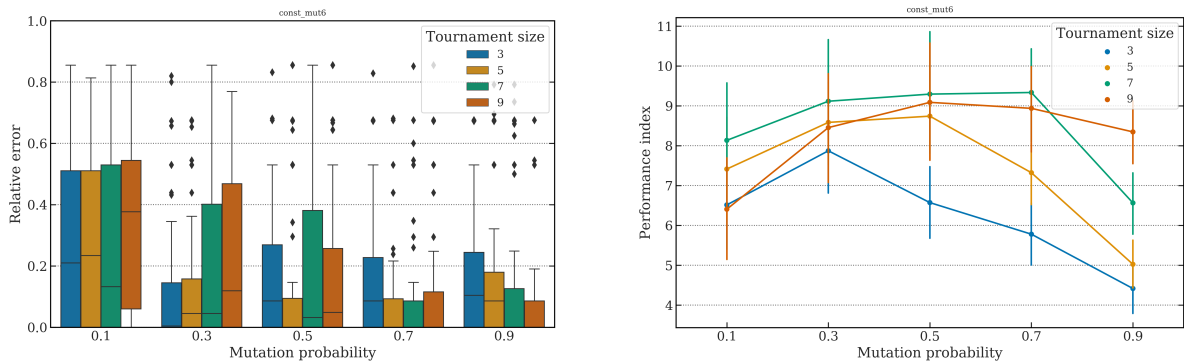 const_mut6
Relative error
1.0
0.8
0.6
0.4
0.2
0.0
Tournament size
3
5
7
9
0.1 0.3 0.5 0.7 0.9
Mutation probability
const_mut6
Performance index
11
10
9
8
7
6
5
4
Tournament size
3
5
7
9
0.1 0.3 0.5 0.7 0.9
Mutation probability